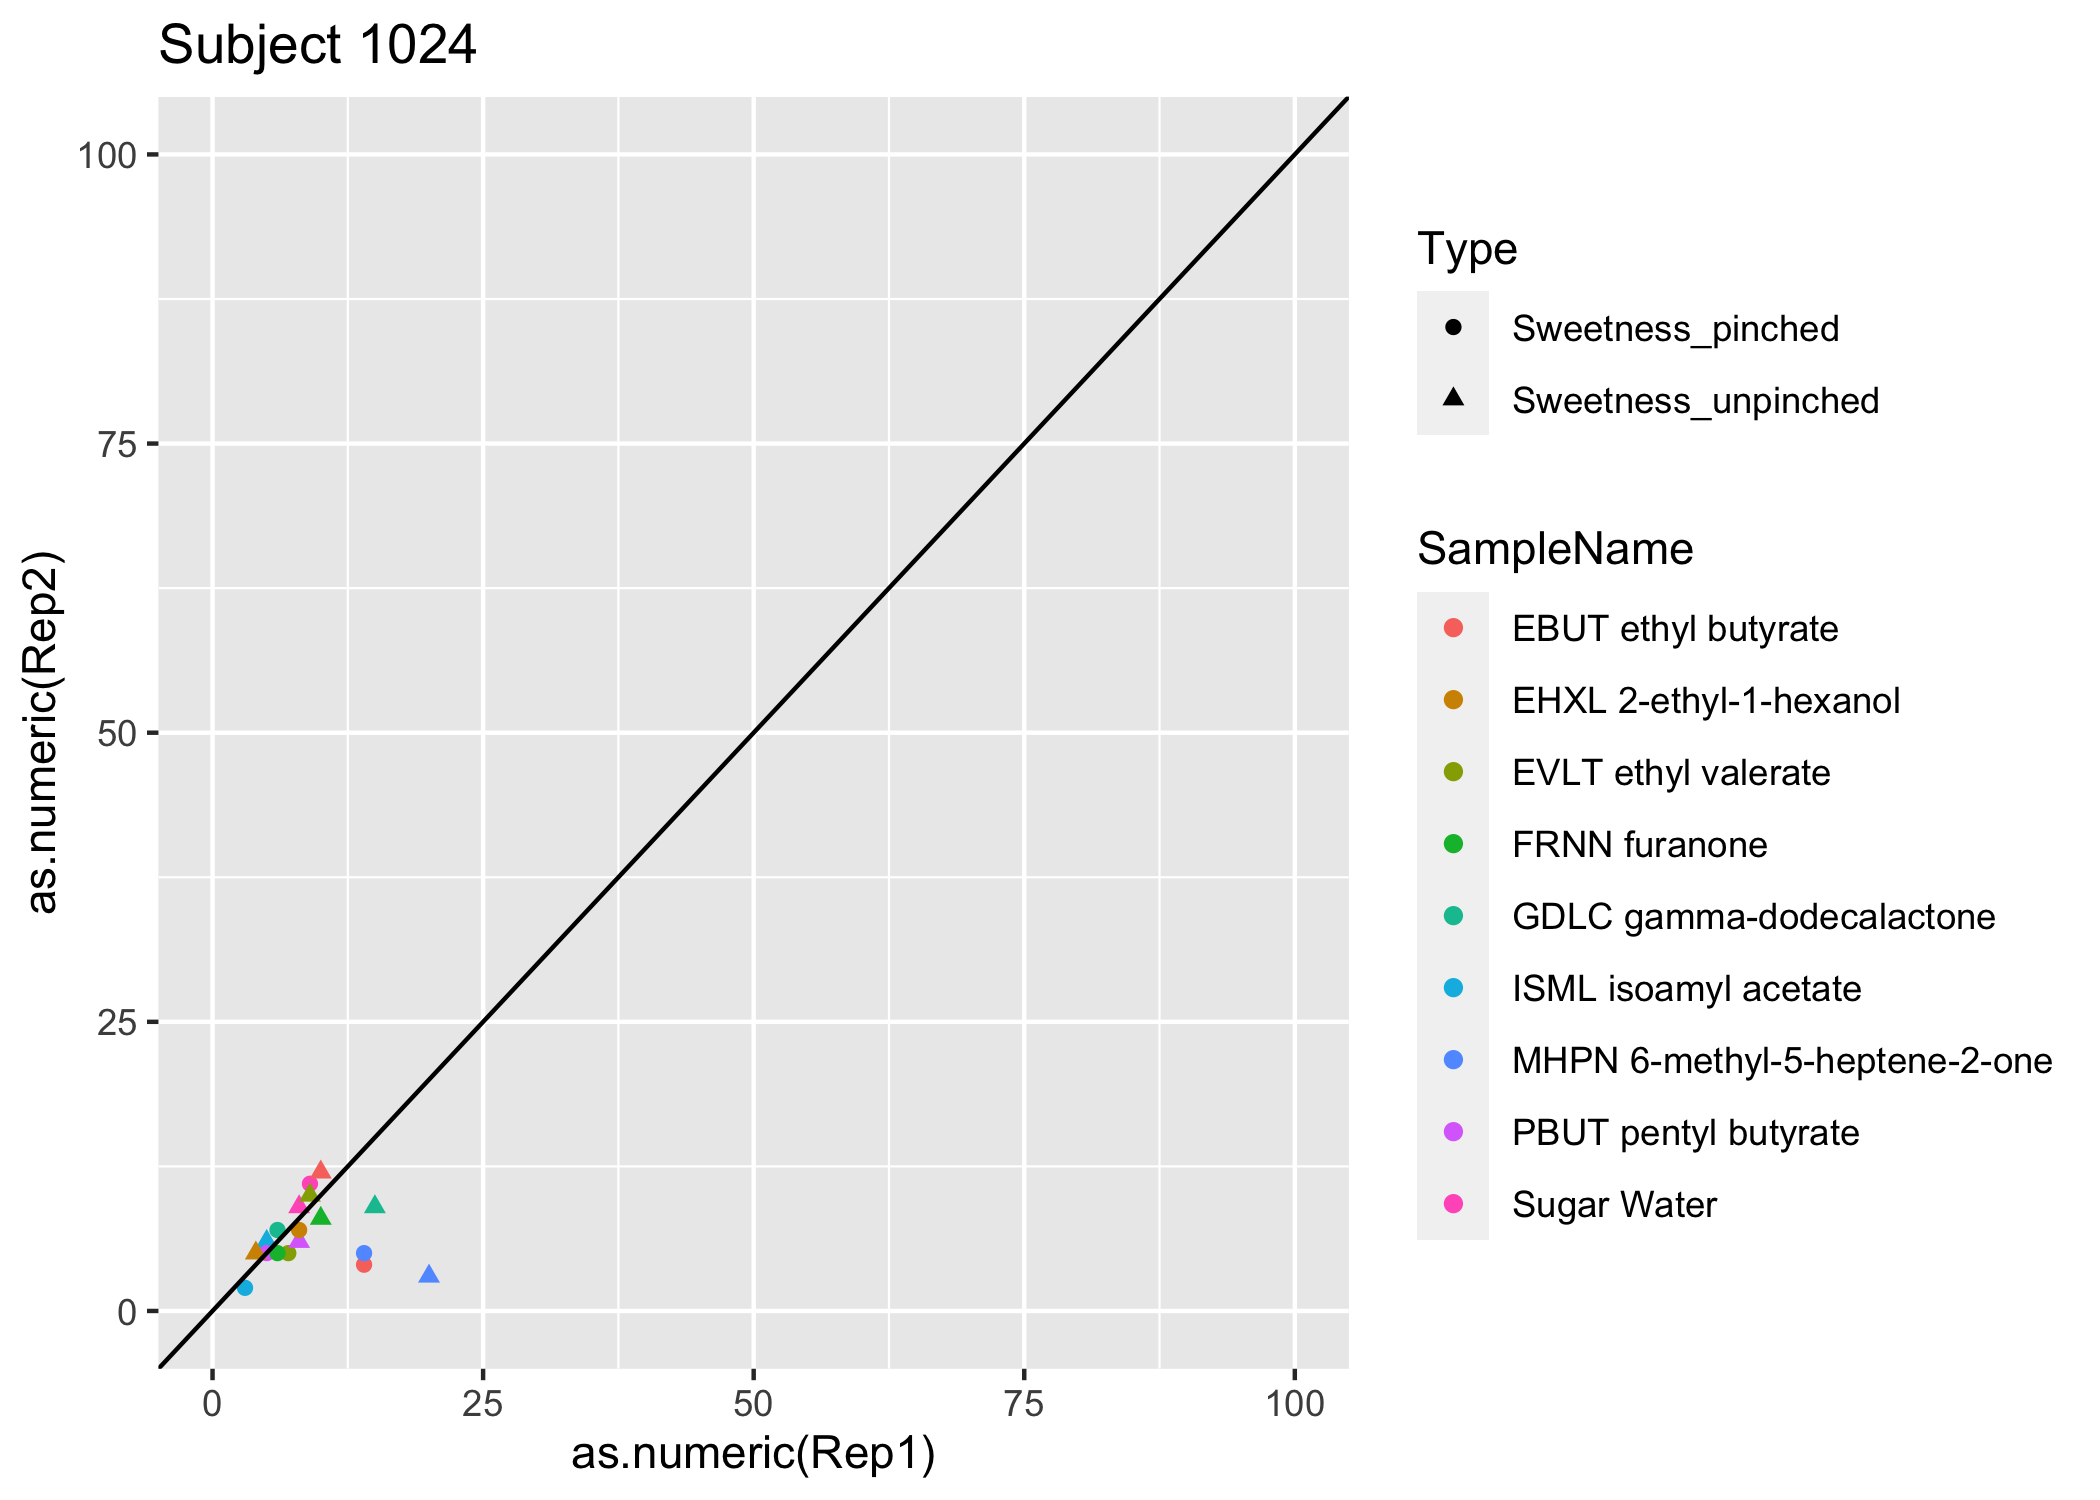 Subject 1024
100
75
50
25
0
as.numeric(Rep2)
0 25 50 75 100
as.numeric(Rep1)
Type
Sweetness_pinched
Sweetness_unpinched
SampleName
EBUT ethyl butyrate
EHXL 2-ethyl-1-hexanol
EVLT ethyl valerate
FRNN furanone
GDLC gamma-dodecalactone
ISML isoamyl acetate
MHPN 6-methyl-5-heptene-2-one
PBUT pentyl butyrate
Sugar Water